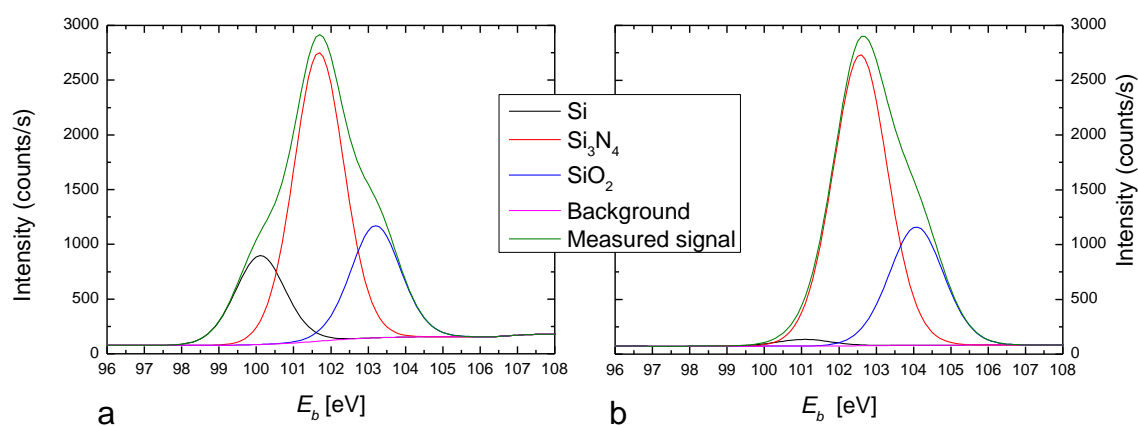 3000
2500
2000
1500
1000
500
0
Intensity (counts/s)
96 97 98 99 100 101 102 103 104 105 106 107 108
E_b [eV]
a
Si
Si₃N₄
SiO₂
Background
Measured signal
3000
2500
2000
1500
1000
500
0
Intensity (counts/s)
96 97 98 99 100 101 102 103 104 105 106 107 108
E_b [eV]
b